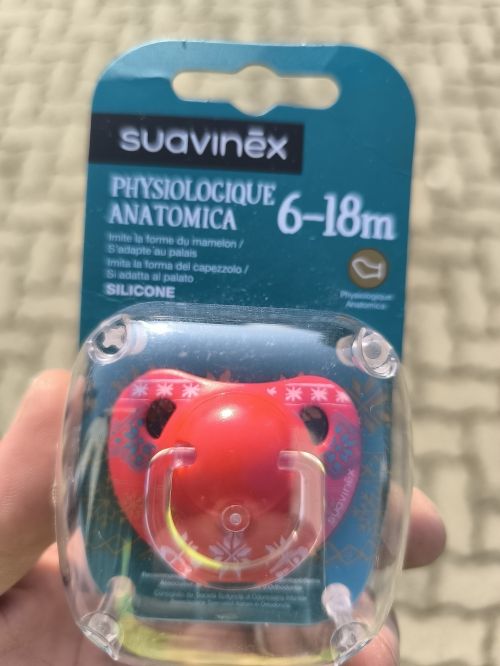 suavinēx
PHYSIOLOGIQUE
ANATOMICA
6-18m
Imite la forme du mamelon /
S'adapte au palais
Imita la forma del capezzolo /
Si adatta al palato
SILICONE
Physiologique
Anatomica
suavinex